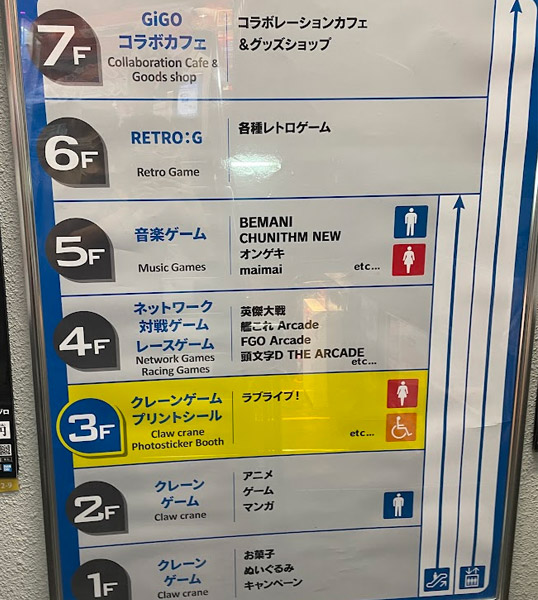 7F
GiGO
コラボカフェ
Collaboration Cafe &
Goods shop
コラボレーションカフェ
&グッズショップ
6F
RETRO:G
Retro Game
各種レトロゲーム
5F
音楽ゲーム
Music Games
BEMANI
CHUNITHM NEW
オンゲキ
maimai
etc...
4F
ネットワーク
対戦ゲーム
レースゲーム
Network Games
Racing Games
英傑大戦
艦これ Arcade
FGO Arcade
頭文字D THE ARCADE
etc...
3F
クレーンゲーム
プリントシール
Claw crane
Photosticker Booth
ラブライブ!
etc...
2F
クレーン
ゲーム
Claw crane
アニメ
ゲーム
マンガ
1F
クレーン
ゲーム
Claw crane
お菓子
ぬいぐるみ
キャンペーン